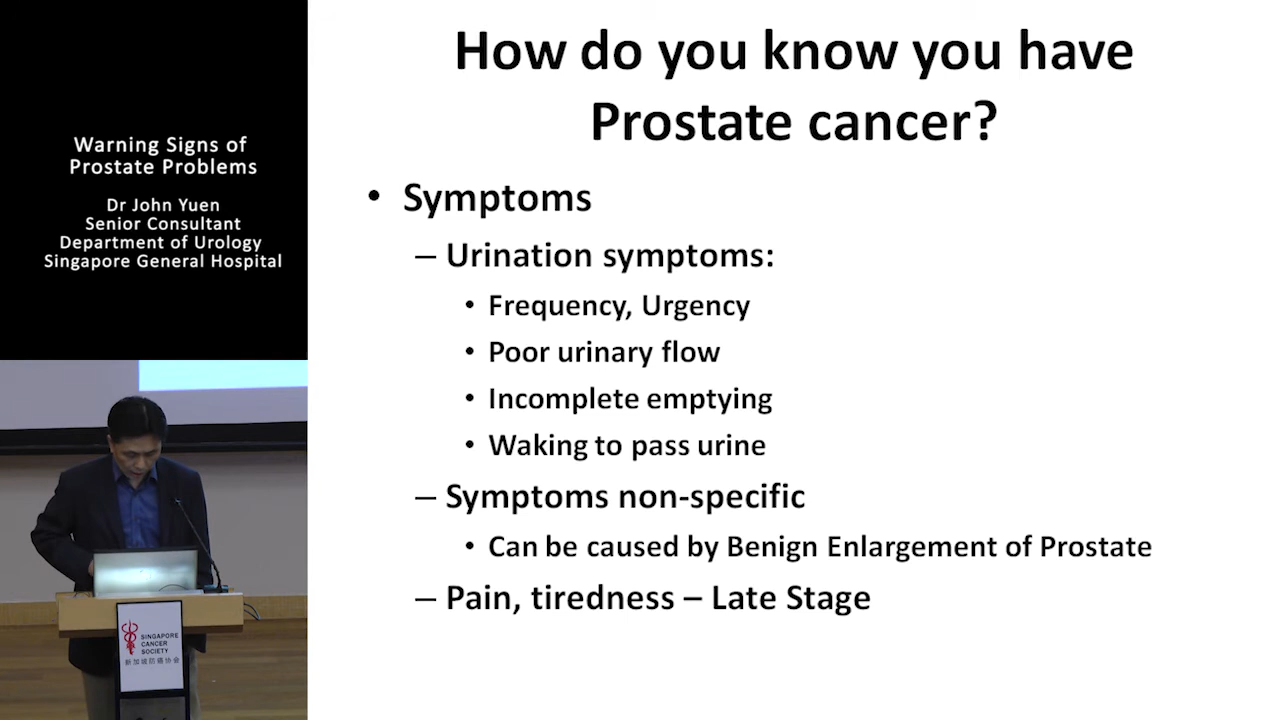 Warning Signs of
Prostate Problems
Dr John Yuen
Senior Consultant
Department of Urology
Singapore General Hospital
How do you know you have
Prostate cancer?
• Symptoms
– Urination symptoms:
• Frequency, Urgency
• Poor urinary flow
• Incomplete emptying
• Waking to pass urine
– Symptoms non-specific
• Can be caused by Benign Enlargement of Prostate
– Pain, tiredness – Late Stage
SINGAPORE
CANCER
SOCIETY
新加坡防癌协会